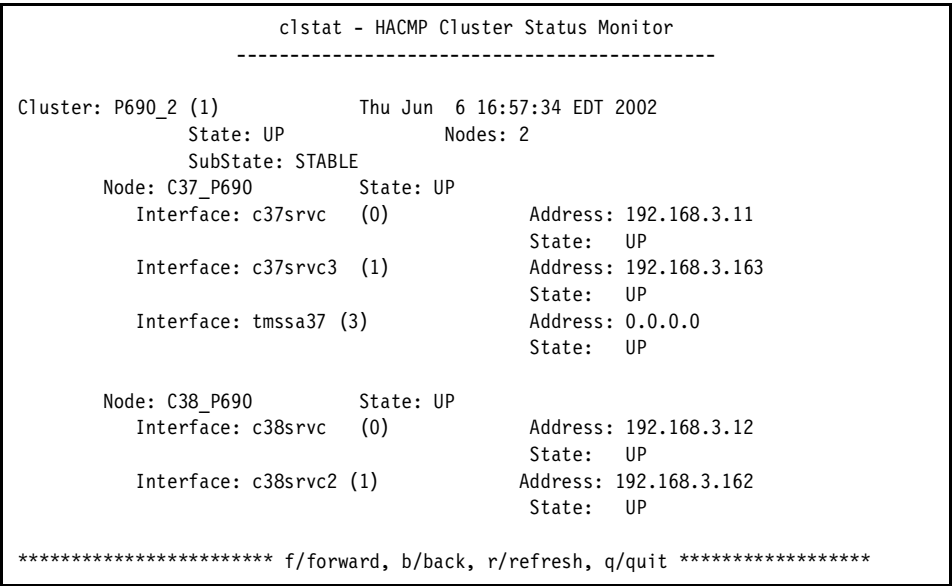 clstat - HACMP Cluster Status Monitor
---------------------------------------------
Cluster: P690_2 (1) Thu Jun 6 16:57:34 EDT 2002
State: UP Nodes: 2
SubState: STABLE
Node: C37_P690 State: UP
Interface: c37srvc (0) Address: 192.168.3.11
State: UP
Interface: c37srvc3 (1) Address: 192.168.3.163
State: UP
Interface: tmssa37 (3) Address: 0.0.0.0
State: UP
Node: C38_P690 State: UP
Interface: c38srvc (0) Address: 192.168.3.12
State: UP
Interface: c38srvc2 (1) Address: 192.168.3.162
State: UP
************************ f/forward, b/back, r/refresh, q/quit ******************